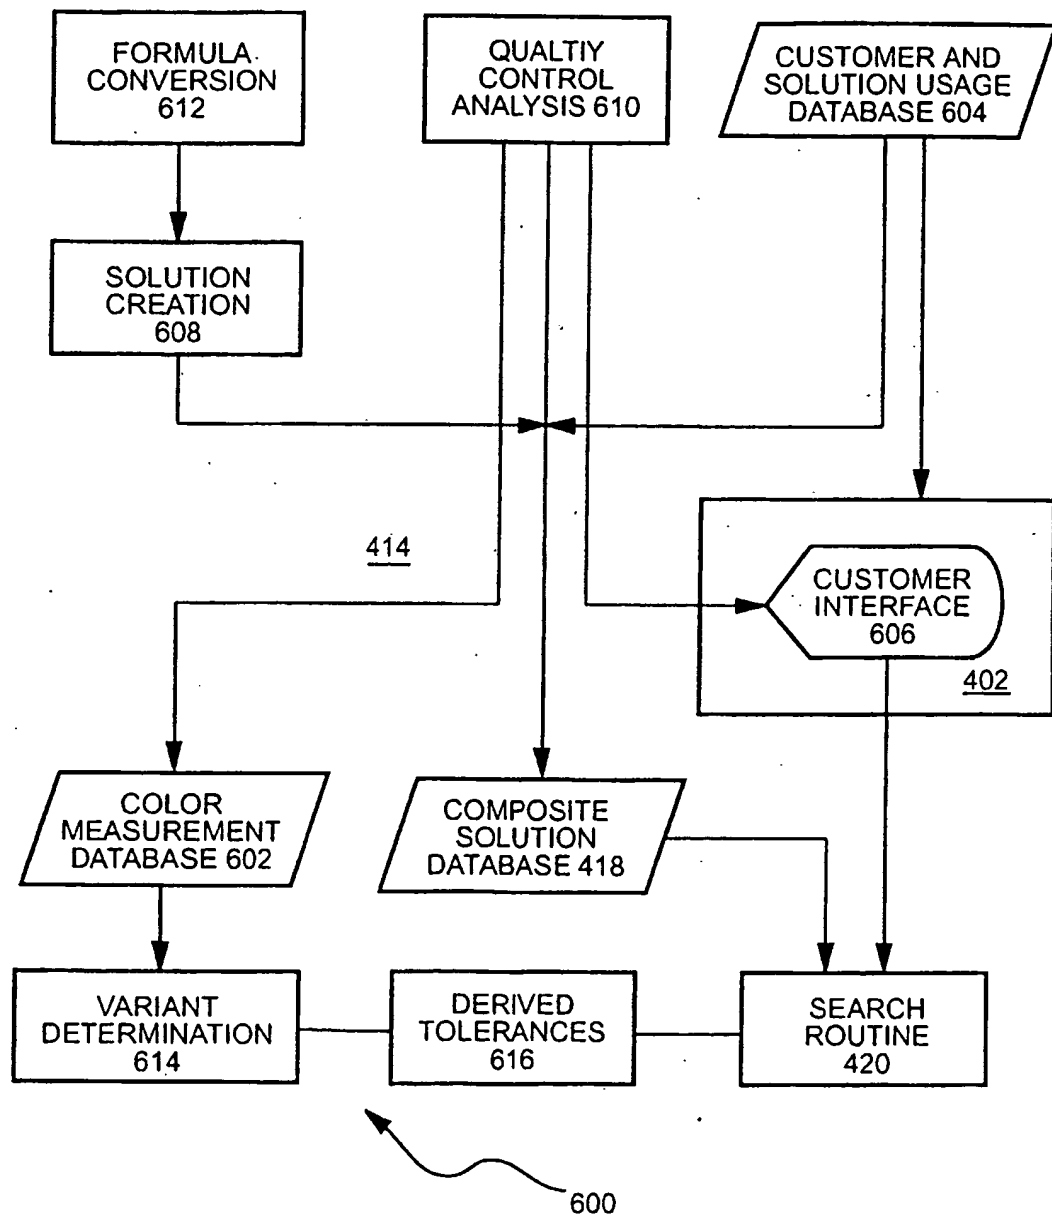 FORMULA
CONVERSION
612
QUALTIY
CONTROL
ANALYSIS 610
CUSTOMER AND
SOLUTION USAGE
DATABASE 604
SOLUTION
CREATION
608
414
CUSTOMER
INTERFACE
606
402
COLOR
MEASUREMENT
DATABASE 602
COMPOSITE
SOLUTION
DATABASE 418
VARIANT
DETERMINATION
614
DERIVED
TOLERANCES
616
SEARCH
ROUTINE
420
600